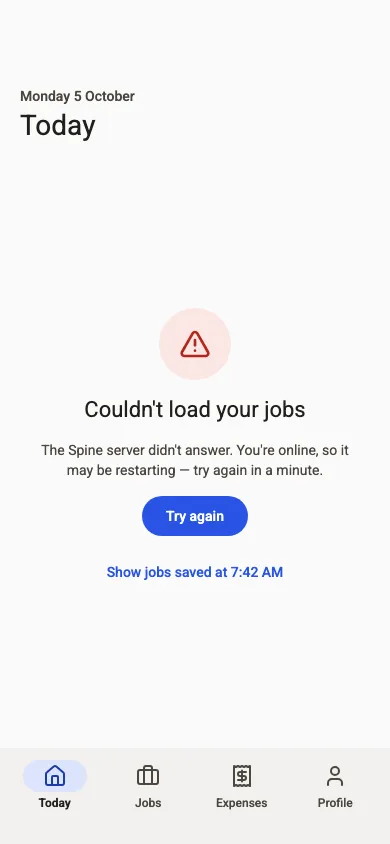 Monday 5 October
Today
Couldn't load your jobs
The Spine server didn't answer. You're online, so it
may be restarting — try again in a minute.
Try again
Show jobs saved at 7:42 AM
Today
Jobs
Expenses
Profile